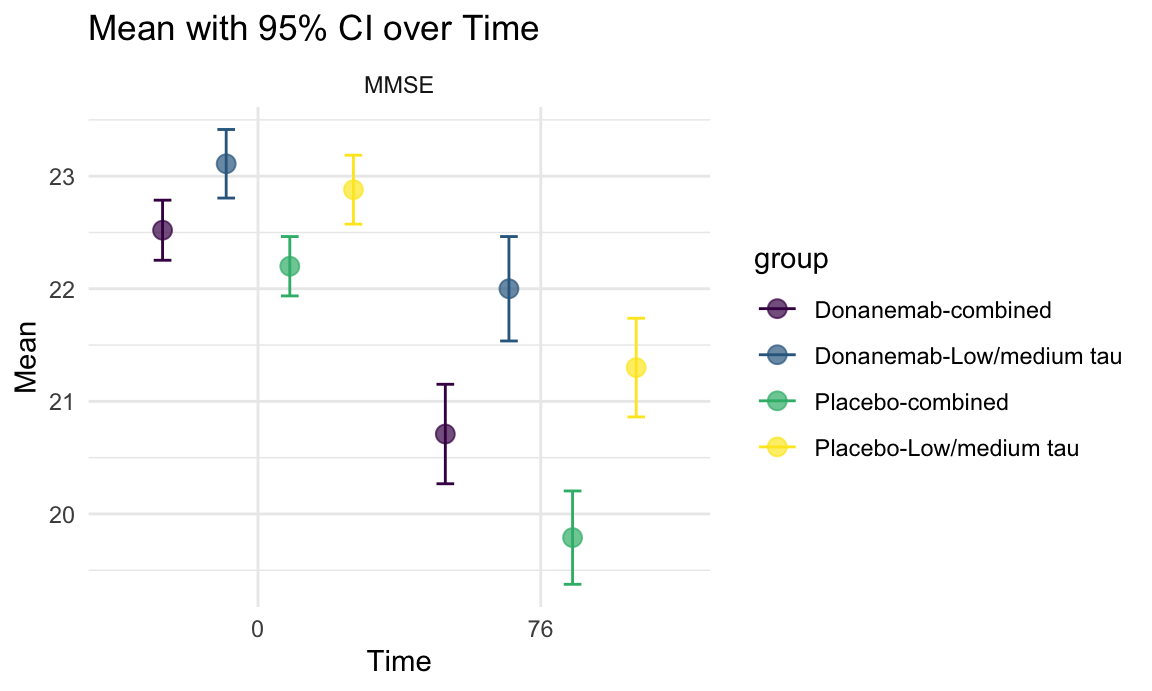 Mean with 95% CI over Time
MMSE
23
22
21
20
Mean
0
76
Time
group
Donanemab-combined
Donanemab-Low/medium tau
Placebo-combined
Placebo-Low/medium tau